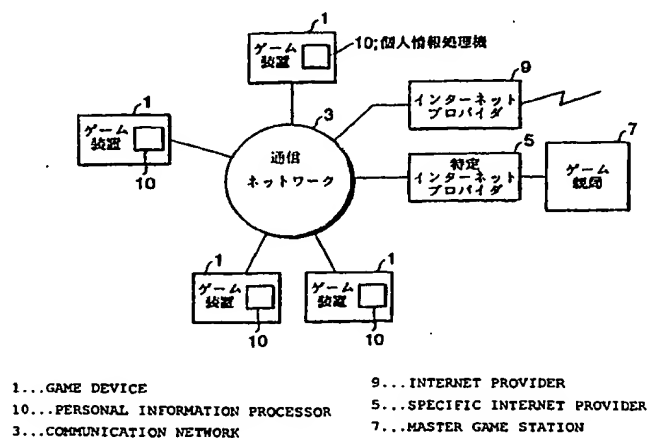 1
ゲーム
装置
10;個人情報処理機
9
インターネット
プロバイダ
1
ゲーム
装置
10
3
通信
ネットワーク
5
特定
インターネット
プロバイダ
7
ゲーム
親局
1
ゲーム
装置
10
1
ゲーム
装置
10
1...GAME DEVICE
10...PERSONAL INFORMATION PROCESSOR
3...COMMUNICATION NETWORK
9...INTERNET PROVIDER
5...SPECIFIC INTERNET PROVIDER
7...MASTER GAME STATION